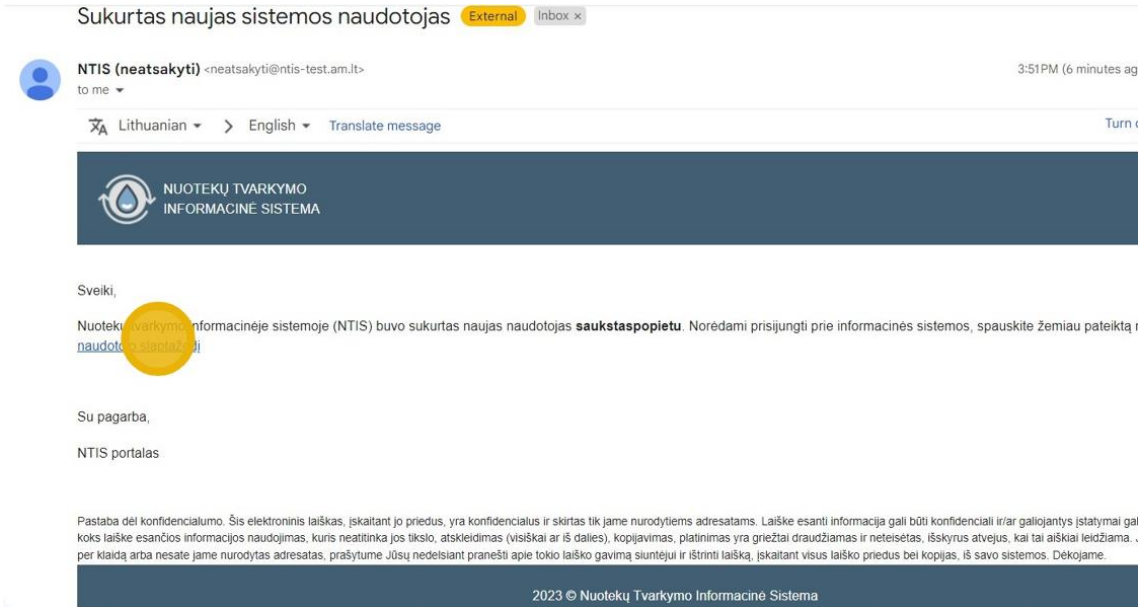 Sukurtas naujas sistemos naudotojas External Inbox ×
NTIS (neatsakyti) <neatsakyti@ntis-test.am.lt>
3:51 PM (6 minutes ag
to me
Lithuanian > English Translate message
Turn
NUOTEKŲ TVARKYMO
INFORMACINĖ SISTEMA
Sveiki,
Nuotekų tvarkymo informacinėje sistemoje (NTIS) buvo sukurtas naujas naudotojas saukstaspopietu. Norėdami prisijungti prie informacinės sistemos, spauskite žemiau pateiktą
naudotojo slaptažodį
Su pagarba,
NTIS portalas
Pastaba dėl konfidencialumo. Šis elektroninis laiškas, įskaitant jo priedus, yra konfidencialus ir skirtas tik jame nurodytiems adresatams. Laiške esanti informacija gali būti konfidenciali ir/ar galiojantys įstatymai gal
koks laiške esančios informacijos naudojimas, kuris neatitinka jos tikslo, atskleidimas (visiškai ar iš dalies), kopijavimas, platinimas yra griežtai draudžiamas ir neteisėtas, išskyrus atvejus, kai tai aiškiai leidžiama.
per klaidą arba nesate jame nurodytas adresatas, prašytume Jūsų nedelsiant pranešti apie tokio laiško gavimą siuntėjui ir ištrinti laišką, įskaitant visus laiško priedus bei kopijas, iš savo sistemos. Dėkojame.
2023 © Nuotekų Tvarkymo Informacinė Sistema